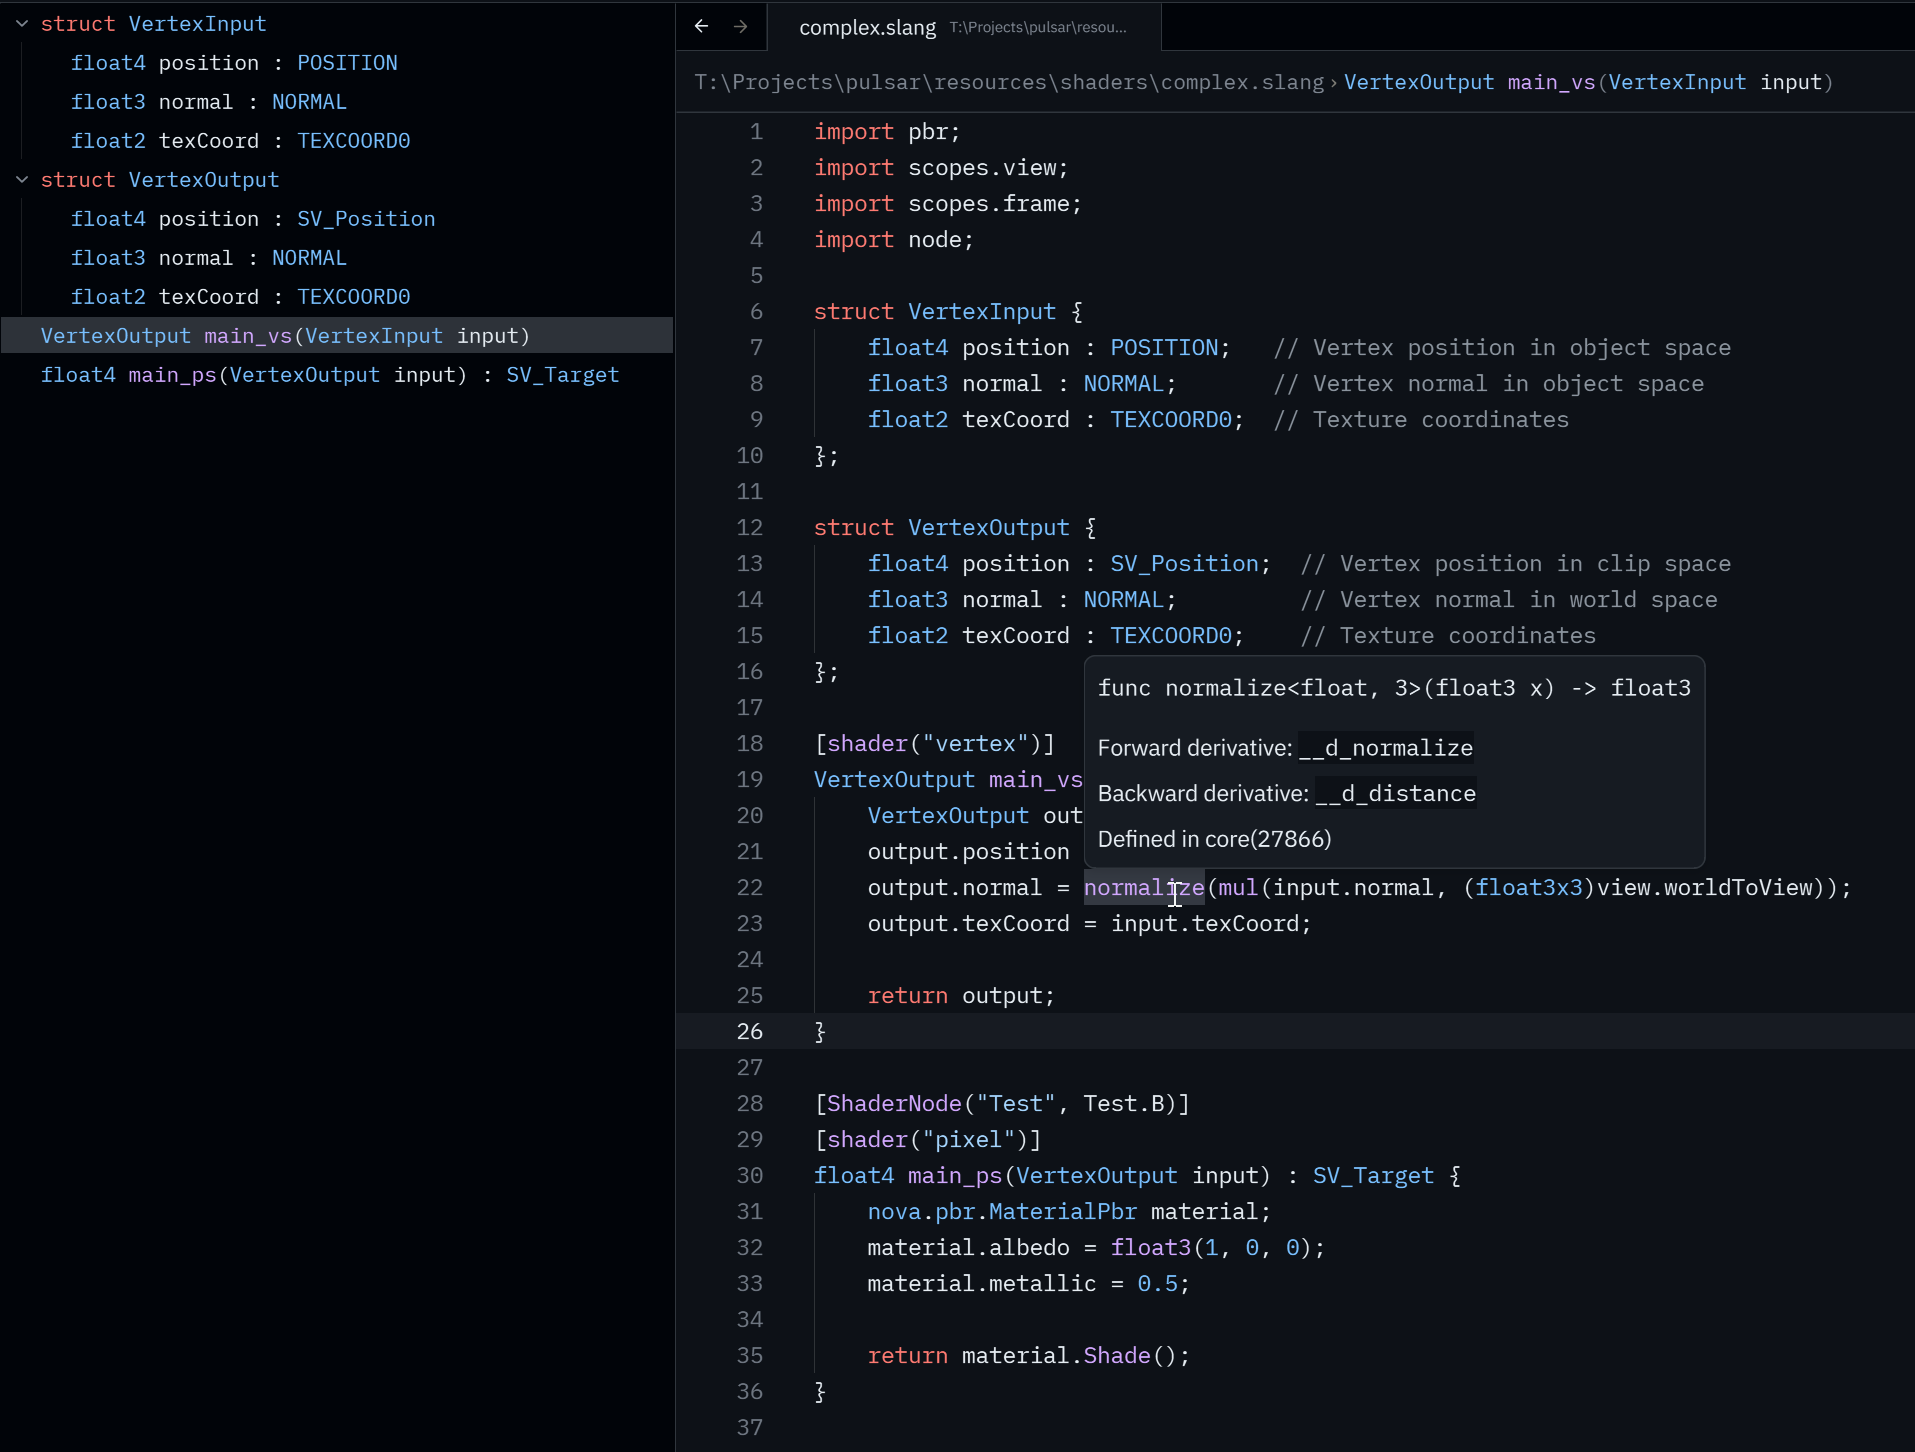 struct VertexInput
float4 position : POSITION
float3 normal : NORMAL
float2 texCoord : TEXCOORD0
struct VertexOutput
float4 position : SV_Position
float3 normal : NORMAL
float2 texCoord : TEXCOORD0
VertexOutput main_vs(VertexInput input)
float4 main_ps(VertexOutput input) : SV_Target
← → complex.slang T:\Projects\pulsar\resou...
T:\Projects\pulsar\resources\shaders\complex.slang › VertexOutput main_vs(VertexInput input)
1 import pbr;
2 import scopes.view;
3 import scopes.frame;
4 import node;
5
6 struct VertexInput {
7     float4 position : POSITION;   // Vertex position in object space
8     float3 normal : NORMAL;       // Vertex normal in object space
9     float2 texCoord : TEXCOORD0;  // Texture coordinates
10 };
11
12 struct VertexOutput {
13     float4 position : SV_Position;  // Vertex position in clip space
14     float3 normal : NORMAL;         // Vertex normal in world space
15     float2 texCoord : TEXCOORD0;    // Texture coordinates
16 };
17
18 [shader("vertex")]
19 VertexOutput main_vs
20     VertexOutput out
21     output.position
func normalize<float, 3>(float3 x) -> float3
Forward derivative: __d_normalize
Backward derivative: __d_distance
Defined in core(27866)
22     output.normal = normalize(mul(input.normal, (float3x3)view.worldToView));
23     output.texCoord = input.texCoord;
24
25     return output;
26 }
27
28 [ShaderNode("Test", Test.B)]
29 [shader("pixel")]
30 float4 main_ps(VertexOutput input) : SV_Target {
31     nova.pbr.MaterialPbr material;
32     material.albedo = float3(1, 0, 0);
33     material.metallic = 0.5;
34
35     return material.Shade();
36 }
37